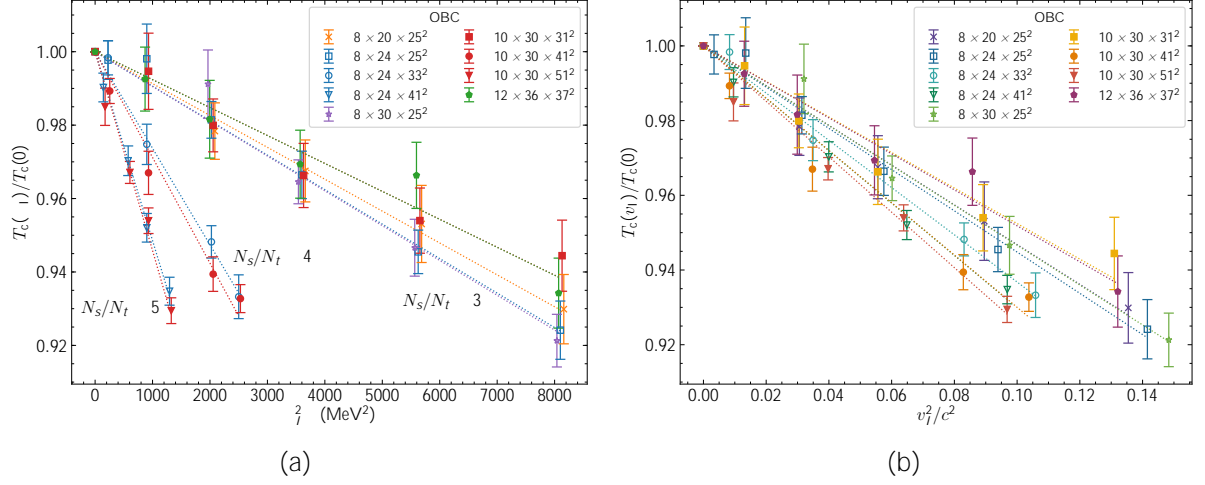 OBC
8 × 20 × 25²
8 × 24 × 25²
8 × 24 × 33²
8 × 24 × 41²
8 × 30 × 25²
10 × 30 × 31²
10 × 30 × 41²
10 × 30 × 51²
12 × 36 × 37²
T_c( _I)/T_c(0)
1.00
0.98
0.96
0.94
0.92
N_s/N_t 4
N_s/N_t 3
N_s/N_t 5
0 1000 2000 3000 4000 5000 6000 7000 8000
²_I (MeV²)
(a)
OBC
8 × 20 × 25²
8 × 24 × 25²
8 × 24 × 33²
8 × 24 × 41²
8 × 30 × 25²
10 × 30 × 31²
10 × 30 × 41²
10 × 30 × 51²
12 × 36 × 37²
T_c(v_I)/T_c(0)
1.00
0.98
0.96
0.94
0.92
0.00 0.02 0.04 0.06 0.08 0.10 0.12 0.14
v_I²/c²
(b)